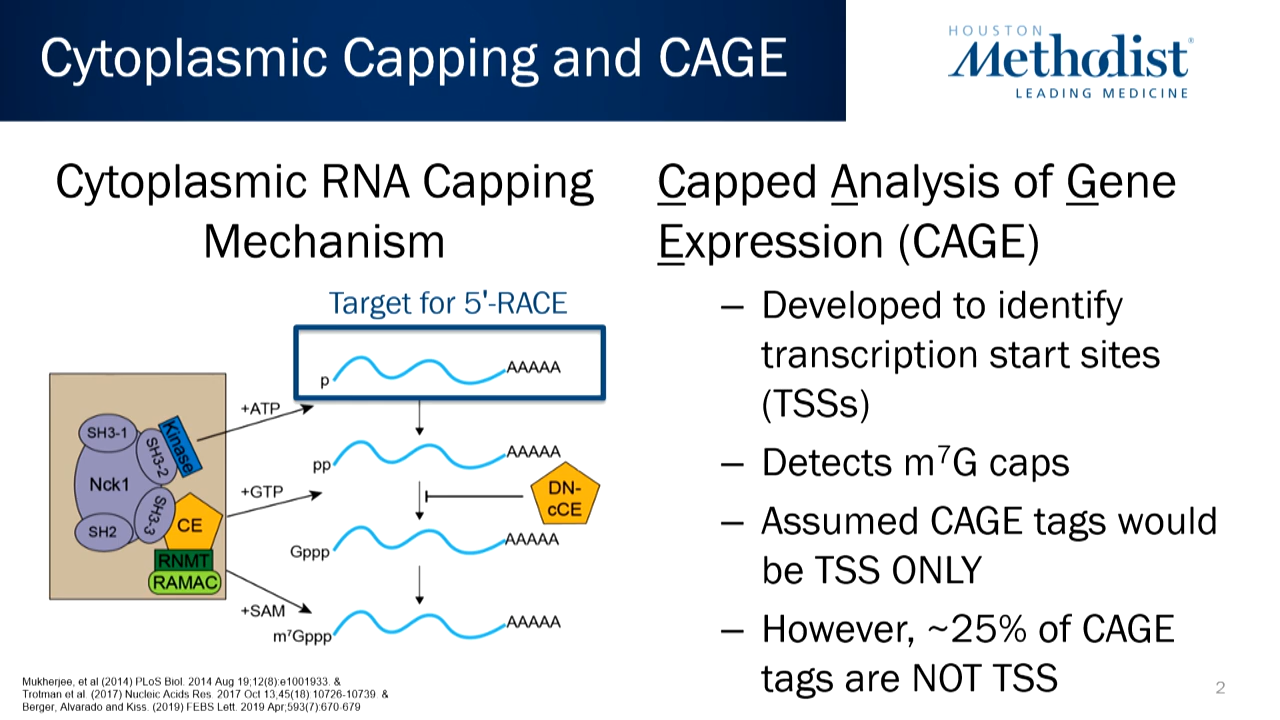 Cytoplasmic Capping and CAGE
HOUSTON
Methodist®
LEADING MEDICINE
Cytoplasmic RNA Capping
Mechanism
Target for 5'-RACE
p
AAAAA
+ATP
SH3-1
SH3-2
Kinase
Nck1
SH3-3
SH2
CE
RNMT
RAMAC
pp
AAAAA
+GTP
DN-
cCE
Gppp
AAAAA
+SAM
m⁷Gppp
AAAAA
Capped Analysis of Gene
Expression (CAGE)
– Developed to identify
transcription start sites
(TSSs)
– Detects m⁷G caps
– Assumed CAGE tags would
be TSS ONLY
– However, ~25% of CAGE
tags are NOT TSS
Mukherjee, et al (2014) PLoS Biol. 2014 Aug 19;12(8):e1001933. &
Trotman et al. (2017) Nucleic Acids Res. 2017 Oct 13;45(18):10726-10739 &
Berger, Alvarado and Kiss. (2019) FEBS Lett. 2019 Apr;593(7):670-679
2